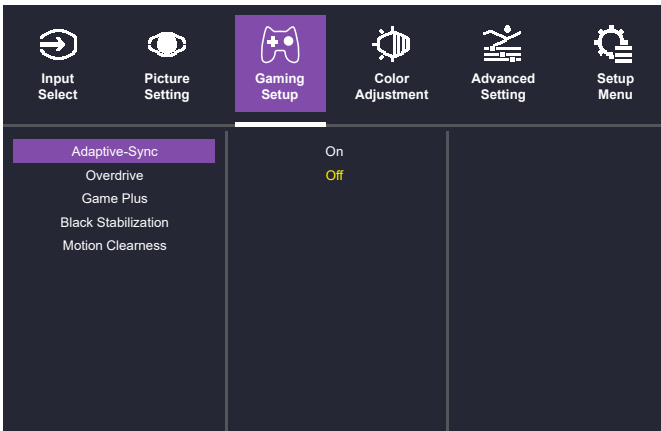 Input
Select
Picture
Setting
Gaming
Setup
Color
Adjustment
Advanced
Setting
Setup
Menu
Adaptive-Sync
On
Overdrive
Off
Game Plus
Black Stabilization
Motion Clearness